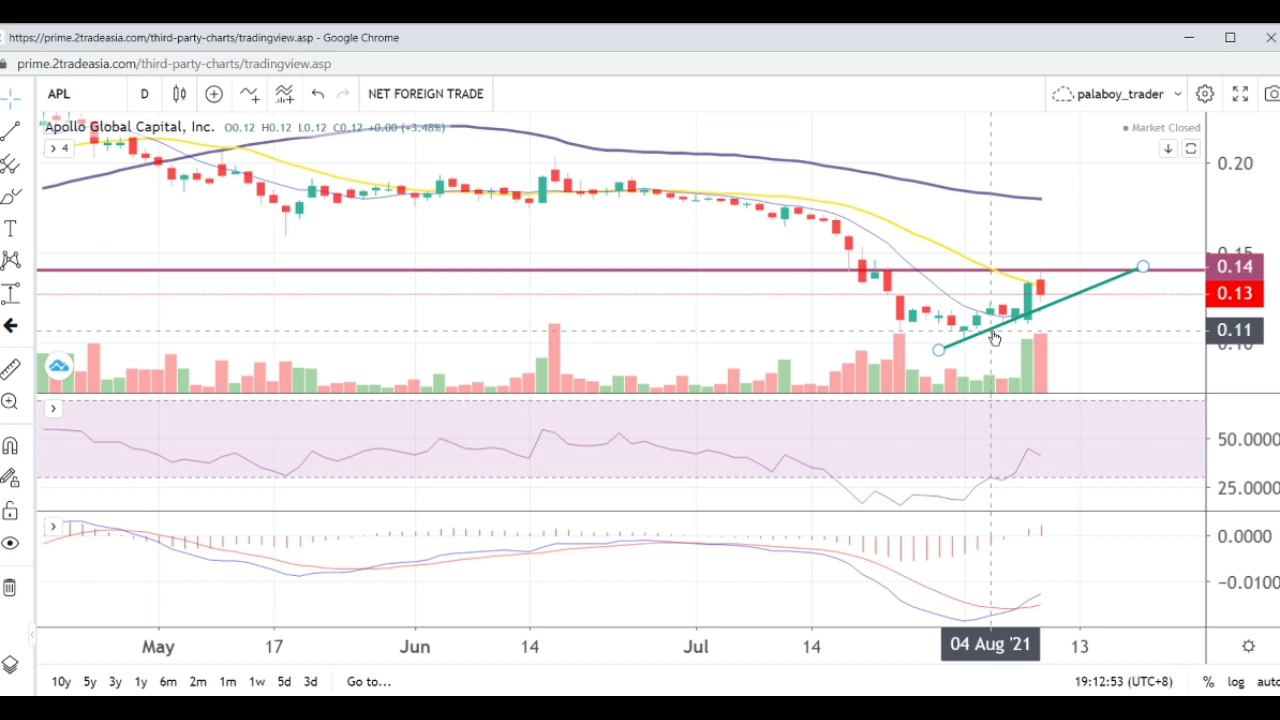 https://prime.2tradeasia.com/third-party-charts/tradingview.asp - Google Chrome
prime.2tradeasia.com/third-party-charts/tradingview.asp
APL D NET FOREIGN TRADE palaboy_trader
Apollo Global Capital, Inc. O0.12 H0.12 L0.12 C0.12 +0.00 (+3.48%) Market Closed
4
0.20
0.15
0.14
0.13
0.11
0.10
50.0000
25.0000
0.0000
−0.0100
May 17 Jun 14 Jul 14 04 Aug '21 13
10y 5y 3y 1y 6m 2m 1m 1w 5d 3d Go to... 19:12:53 (UTC+8) % log auto